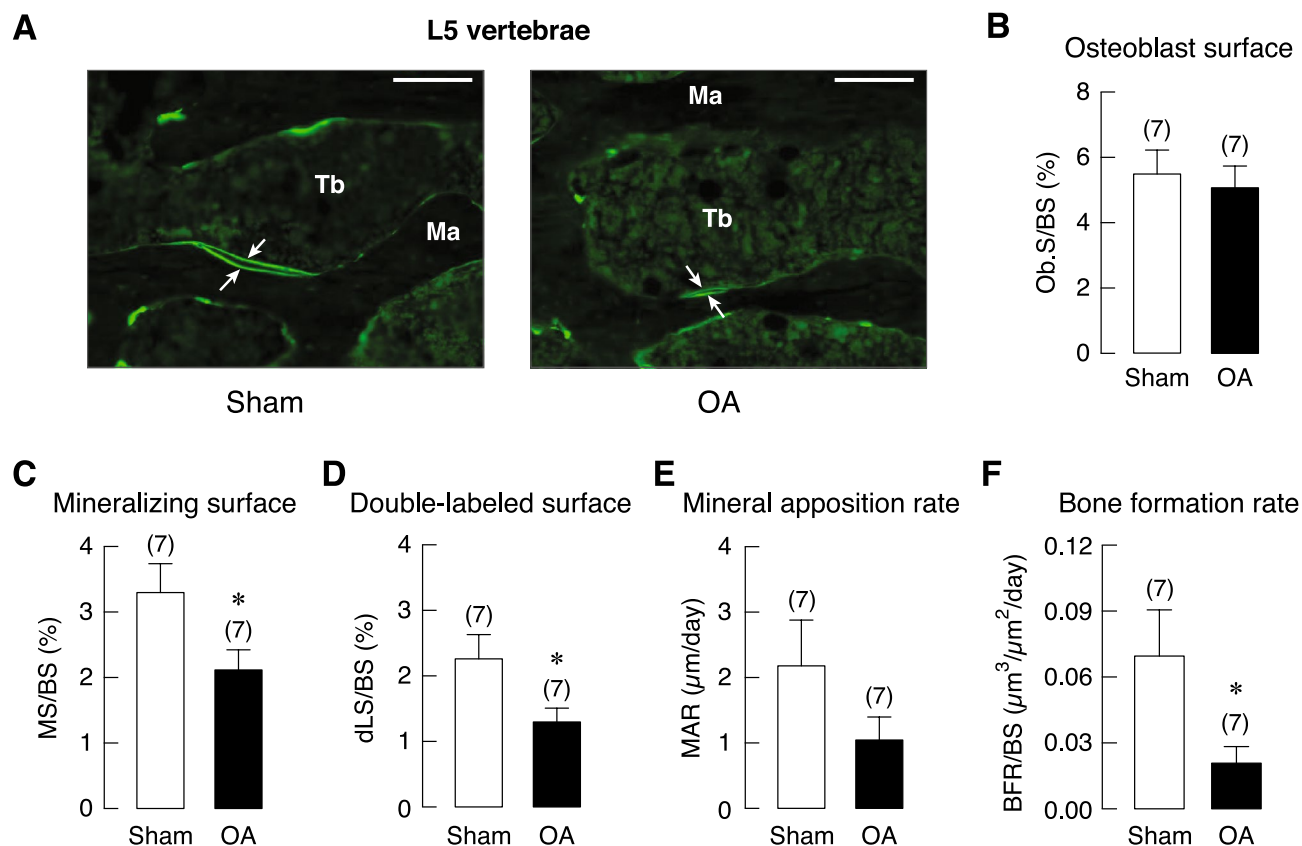 A
L5 vertebrae
Tb
Ma
Sham
Ma
Tb
OA
B
Osteoblast surface
Ob.S/BS (%)
8
6
4
2
0
(7)
(7)
Sham
OA
C
Mineralizing surface
MS/BS (%)
4
3
2
1
0
(7)
*
(7)
Sham
OA
D
Double-labeled surface
dLS/BS (%)
4
3
2
1
0
(7)
*
(7)
Sham
OA
E
Mineral apposition rate
MAR (µm/day)
4
3
2
1
0
(7)
(7)
Sham
OA
F
Bone formation rate
BFR/BS (µm³/µm²/day)
0.12
0.09
0.06
0.03
0.00
(7)
*
(7)
Sham
OA